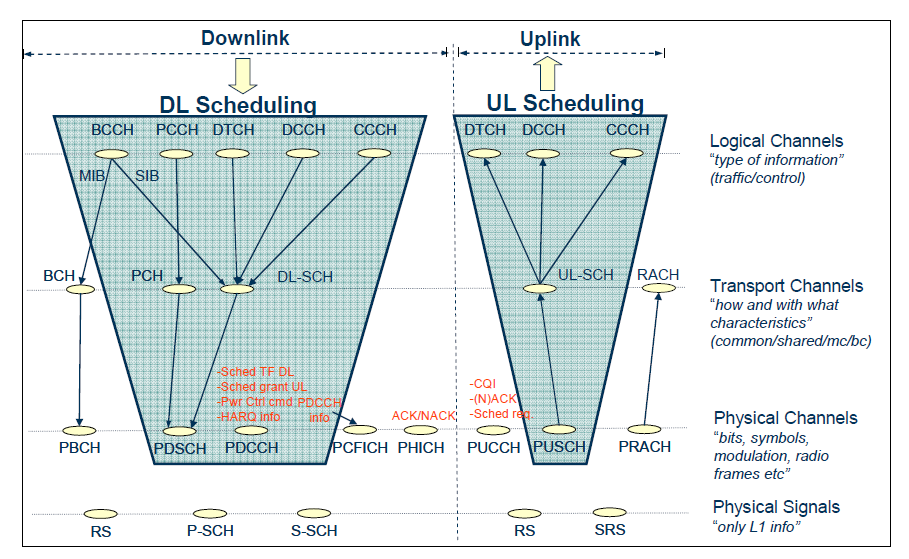 Downlink Uplink
DL Scheduling UL Scheduling
BCCH PCCH DTCH DCCH CCCH DTCH DCCH CCCH
Logical Channels
“type of information”
(traffic/control)
MIB SIB
BCH PCH DL-SCH UL-SCH RACH
Transport Channels
“how and with what
characteristics”
(common/shared/mc/bc)
-Sched TF DL
-Sched grant UL
-Pwr Ctrl cmd
-HARQ info
PDCCH
info
ACK/NACK
-CQI
-(N)ACK
-Sched req.
PBCH PDSCH PDCCH PCFICH PHICH PUCCH PUSCH PRACH
Physical Channels
“bits, symbols,
modulation, radio
frames etc”
RS P-SCH S-SCH RS SRS
Physical Signals
“only L1 info”